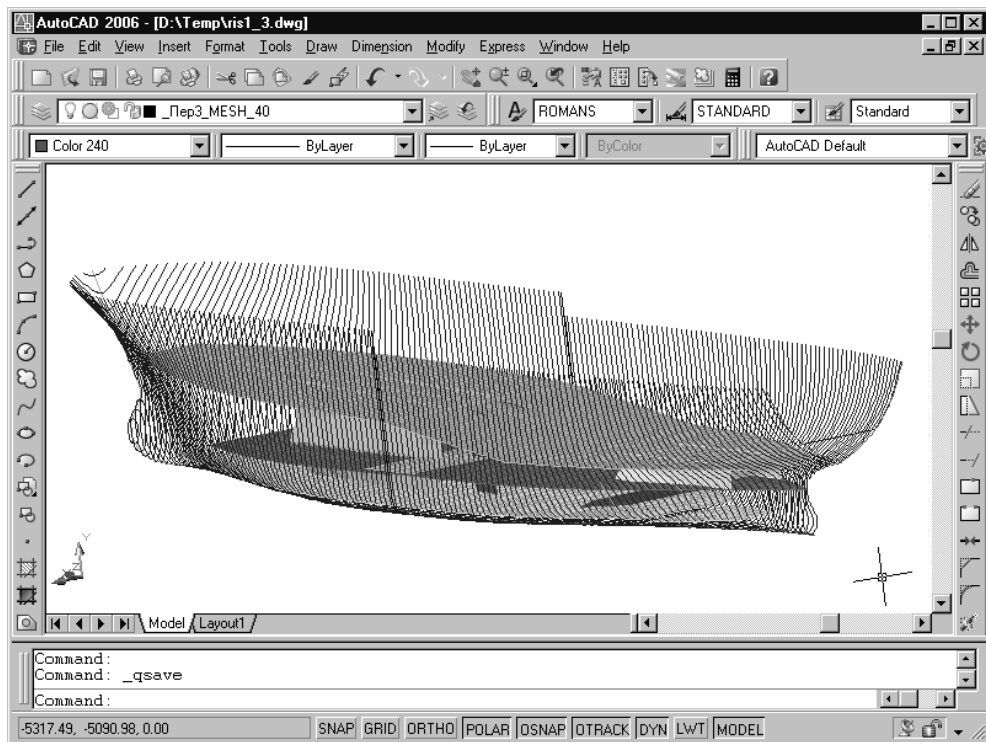 AutoCAD 2006 - [D:\Temp\ris1_3.dwg]
File Edit View Insert Format Tools Draw Dimension Modify Express Window Help
_Пер3_MESH_40 ROMANS STANDARD Standard
Color 240 ByLayer ByLayer ByColor AutoCAD Default
Y
Z
Model Layout1
Command:
Command: _qsave
Command:
-5317.49, -5090.98, 0.00 SNAP GRID ORTHO POLAR OSNAP OTRACK DYN LWT MODEL